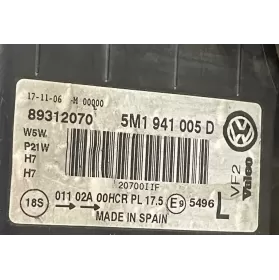 17-11-06 -M 00000
89312070 5M1 941 005 D
W5W
P21W
H7
H7
20700IIF
VF2 Valeo
18S 011 02A 00HCR PL 17.5 E9 5496 L
MADE IN SPAIN